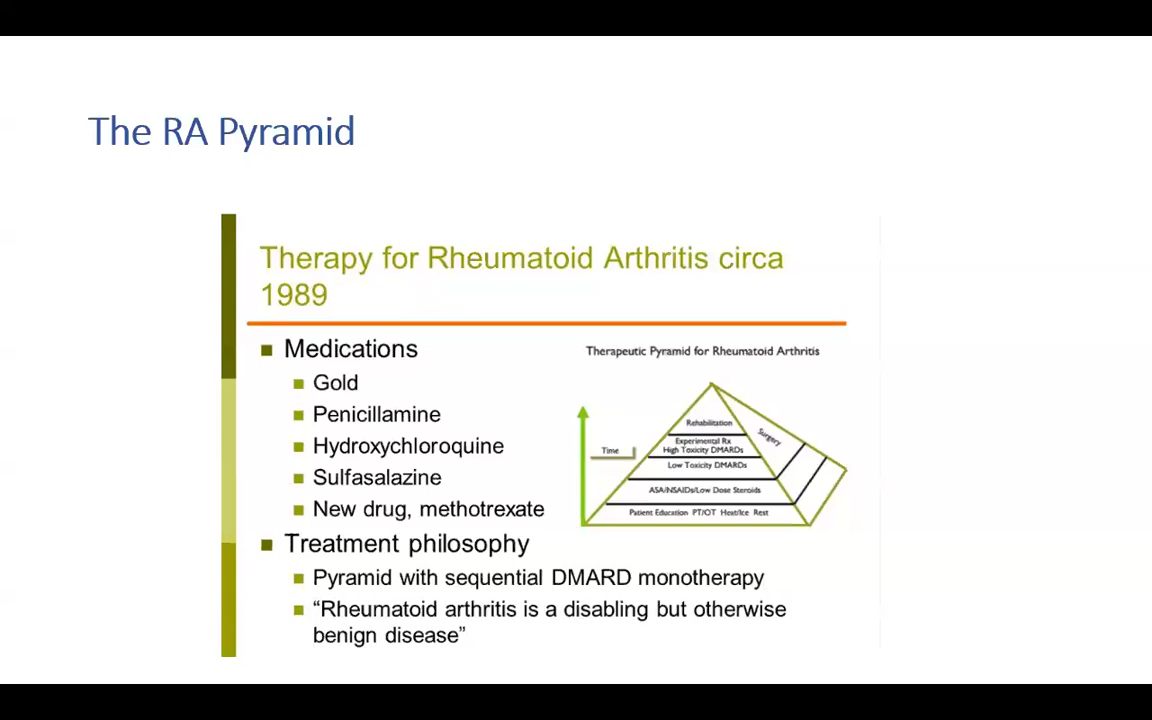 The RA Pyramid
Therapy for Rheumatoid Arthritis circa
1989
Medications
Gold
Penicillamine
Hydroxychloroquine
Sulfasalazine
New drug, methotrexate
Therapeutic Pyramid for Rheumatoid Arthritis
Time
Rehabilitation
Experimental Rx
High Toxicity DMARDs
Low Toxicity DMARDs
ASA/NSAIDs/Low Dose Steroids
Patient Education PT/OT Heat/Ice Rest
Surgery
Treatment philosophy
Pyramid with sequential DMARD monotherapy
“Rheumatoid arthritis is a disabling but otherwise
benign disease”